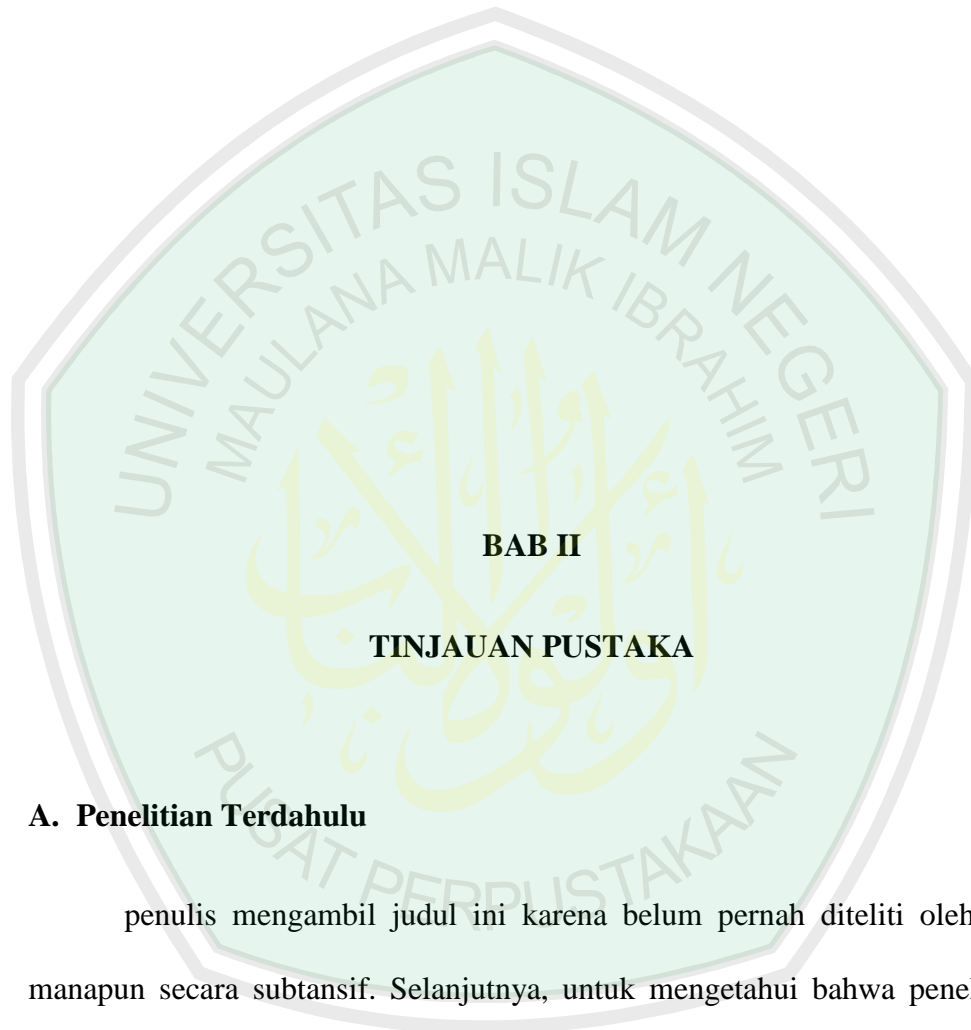 UNIVERSITAS ISLAM NEGERI
MAULANA MALIK IBRAHIM
BAB II
TINJAUAN PUSTAKA
A. Penelitian Terdahulu
PUSAT PERPUSTAKAAN
penulis mengambil judul ini karena belum pernah diteliti oleh
manapun secara subtansif. Selanjutnya, untuk mengetahui bahwa